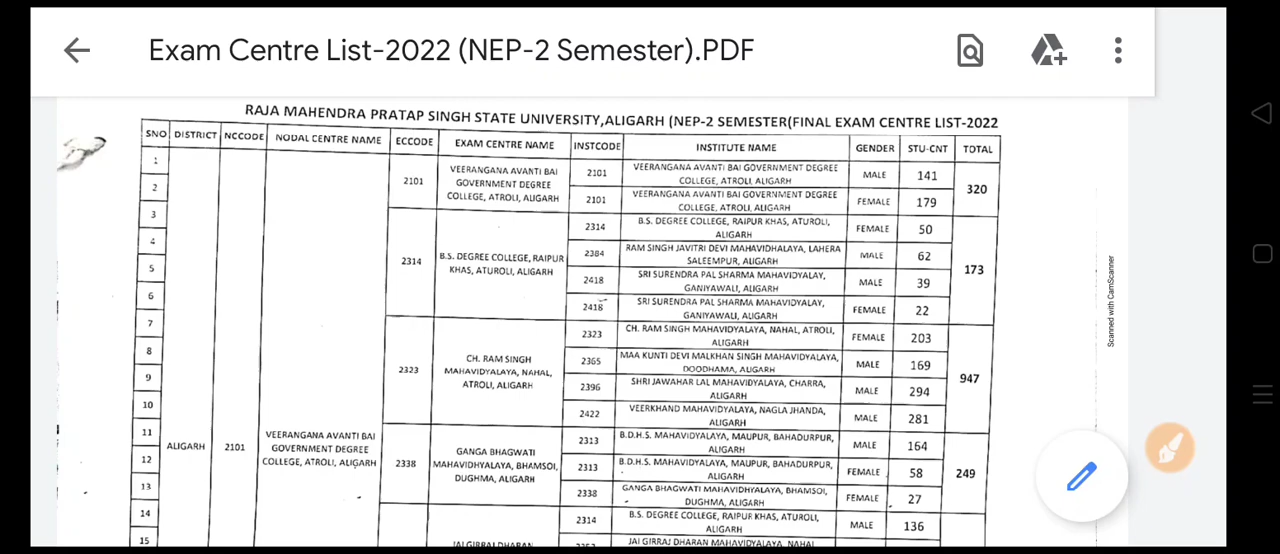 Exam Centre List-2022 (NEP-2 Semester).PDF
RAJA MAHENDRA PRATAP SINGH STATE UNIVERSITY,ALIGARH (NEP-2 SEMESTER(FINAL EXAM CENTRE LIST-2022
SNO DISTRICT NCCODE NODAL CENTRE NAME ECCODE EXAM CENTRE NAME INSTCODE INSTITUTE NAME GENDER STU-CNT TOTAL
ALIGARH
2101
VEERANGANA AVANTI BAI
GOVERNMENT DEGREE
COLLEGE, ATROLI, ALIGARH
2101
VEERANGANA AVANTI BAI
GOVERNMENT DEGREE
COLLEGE, ATROLI, ALIGARH
1 2101 VEERANGANA AVANTI BAI GOVERNMENT DEGREE
COLLEGE, ATROLI, ALIGARH MALE 141
2 2101 VEERANGANA AVANTI BAI GOVERNMENT DEGREE
COLLEGE, ATROLI, ALIGARH FEMALE 179
320
2314
B.S. DEGREE COLLEGE, RAIPUR
KHAS, ATUROLI, ALIGARH
3 2314 B.S. DEGREE COLLEGE, RAIPUR KHAS, ATUROLI,
ALIGARH FEMALE 50
4 2384 RAM SINGH JAVITRI DEVI MAHAVIDHALAYA, LAHERA
SALEEMPUR, ALIGARH MALE 62
5 2418 SRI SURENDRA PAL SHARMA MAHAVIDYALAY,
GANIYAWALI, ALIGARH MALE 39
6 2418 SRI SURENDRA PAL SHARMA MAHAVIDYALAY,
GANIYAWALI, ALIGARH FEMALE 22
173
2323
CH. RAM SINGH
MAHAVIDYALAYA, NAHAL,
ATROLI, ALIGARH
7 2323 CH. RAM SINGH MAHAVIDYALAYA, NAHAL, ATROLI,
ALIGARH FEMALE 203
8 2365 MAA KUNTI DEVI MALKHAN SINGH MAHAVIDYALAYA,
DOODHAMA, ALIGARH MALE 169
9 2396 SHRI JAWAHAR LAL MAHAVIDYALAYA, CHARRA,
ALIGARH MALE 294
10 2422 VEERKHAND MAHAVIDYALAYA, NAGLA JHANDA,
ALIGARH MALE 281
947
2338
GANGA BHAGWATI
MAHAVIDHYALAYA, BHAMSOI,
DUGHMA, ALIGARH
11 2313 B.D.H.S. MAHAVIDYALAYA, MAUPUR, BAHADURPUR,
ALIGARH MALE 164
12 2313 B.D.H.S. MAHAVIDYALAYA, MAUPUR, BAHADURPUR,
ALIGARH FEMALE 58
13 2338 GANGA BHAGWATI MAHAVIDHYALAYA, BHAMSOI,
DUGHMA, ALIGARH FEMALE 27
249
14 2314 B.S. DEGREE COLLEGE, RAIPUR KHAS, ATUROLI,
ALIGARH MALE 136
15 JAI GIRRAJ DHARAN JAI GIRRAJ DHARAN MAHAVIDYALAYA, NAHAL
Scanned with CamScanner